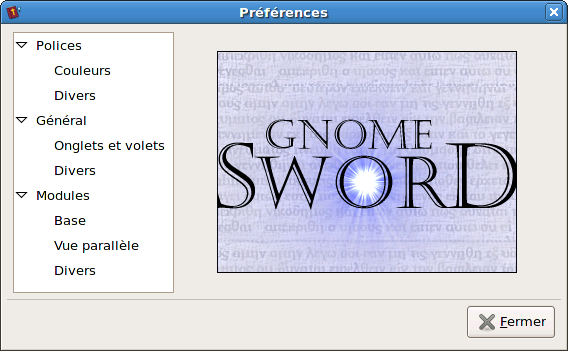 Préférences
Polices
Couleurs
Divers
Général
Onglets et volets
Divers
Modules
Base
Vue parallèle
Divers
GNOME
SWORD
Fermer